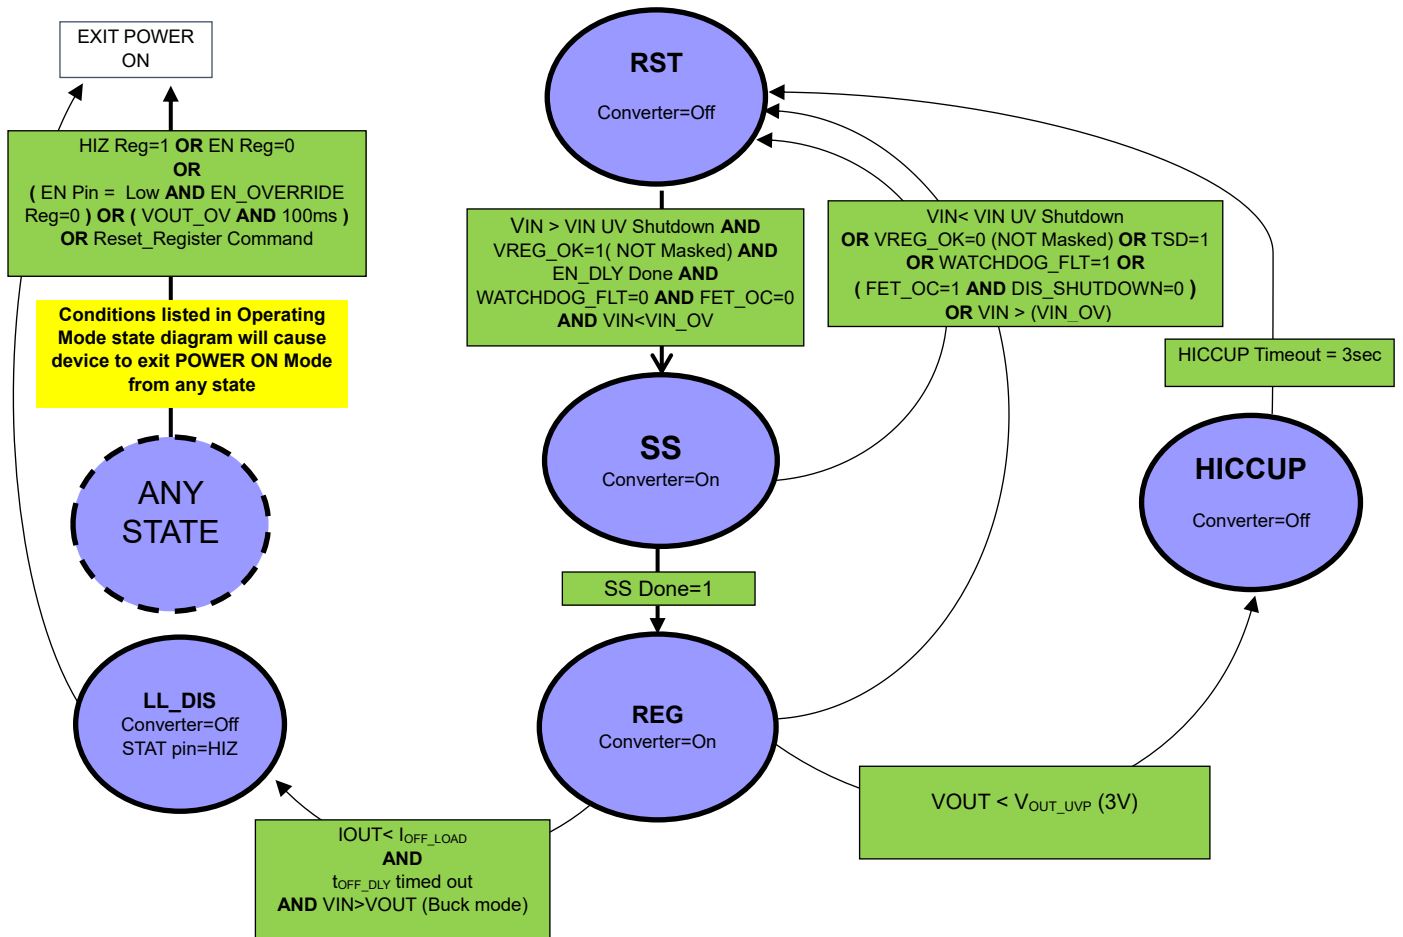 EXIT POWER
ON
HIZ Reg=1 OR EN Reg=0
OR
( EN Pin = Low AND EN_OVERRIDE
Reg=0 ) OR ( VOUT_OV AND 100ms )
OR Reset_Register Command
Conditions listed in Operating
Mode state diagram will cause
device to exit POWER ON Mode
from any state
ANY
STATE
LL_DIS
Converter=Off
STAT pin=HIZ
RST
Converter=Off
VIN > VIN UV Shutdown AND
VREG_OK=1( NOT Masked) AND
EN_DLY Done AND
WATCHDOG_FLT=0 AND FET_OC=0
AND VIN<VIN_OV
VIN< VIN UV Shutdown
OR VREG_OK=0 (NOT Masked) OR TSD=1
OR WATCHDOG_FLT=1 OR
( FET_OC=1 AND DIS_SHUTDOWN=0 )
OR VIN > (VIN_OV)
HICCUP Timeout = 3sec
SS
Converter=On
HICCUP
Converter=Off
SS Done=1
REG
Converter=On
VOUT < VOUT_UVP (3V)
IOUT< IOFF_LOAD
AND
tOFF_DLY timed out
AND VIN>VOUT (Buck mode)